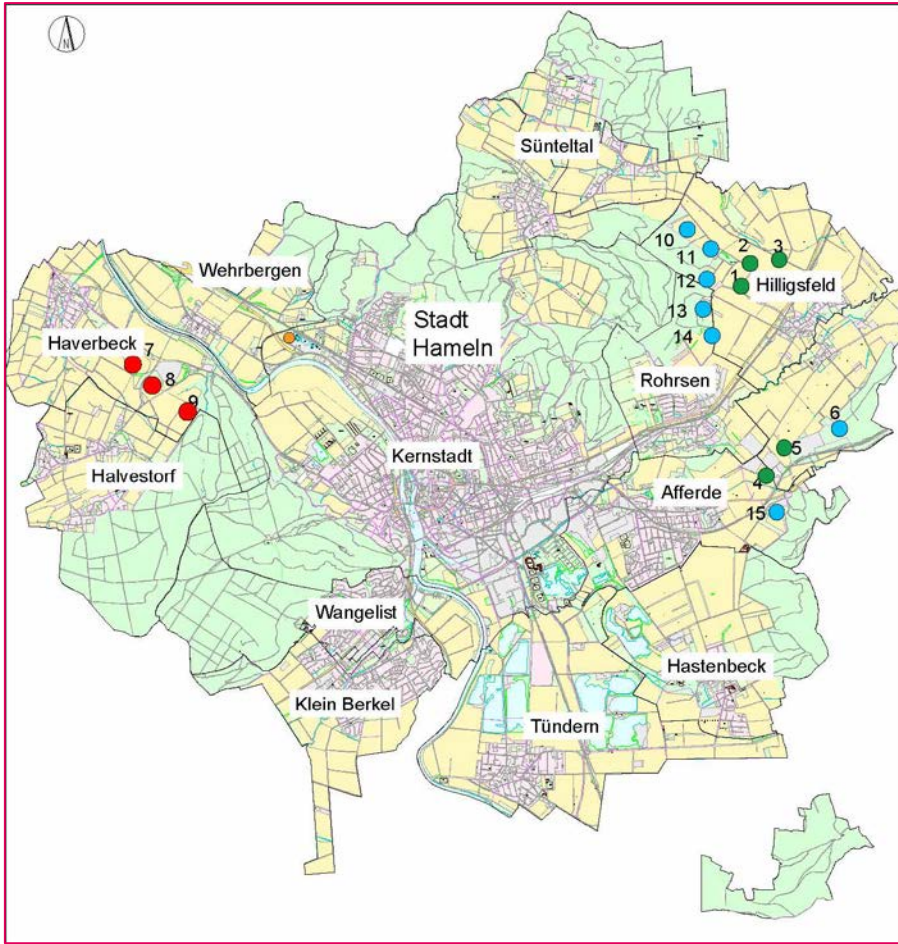 N
Sünteltal
10
11
2
3
Wehrbergen
12
1
Hilligsfeld
13
Stadt
Hameln
14
Haverbeck
7
8
Rohrsen
9
6
5
Kernstadt
Halvestorf
4
Afferde
15
Wangelist
Hastenbeck
Klein Berkel
Tündern